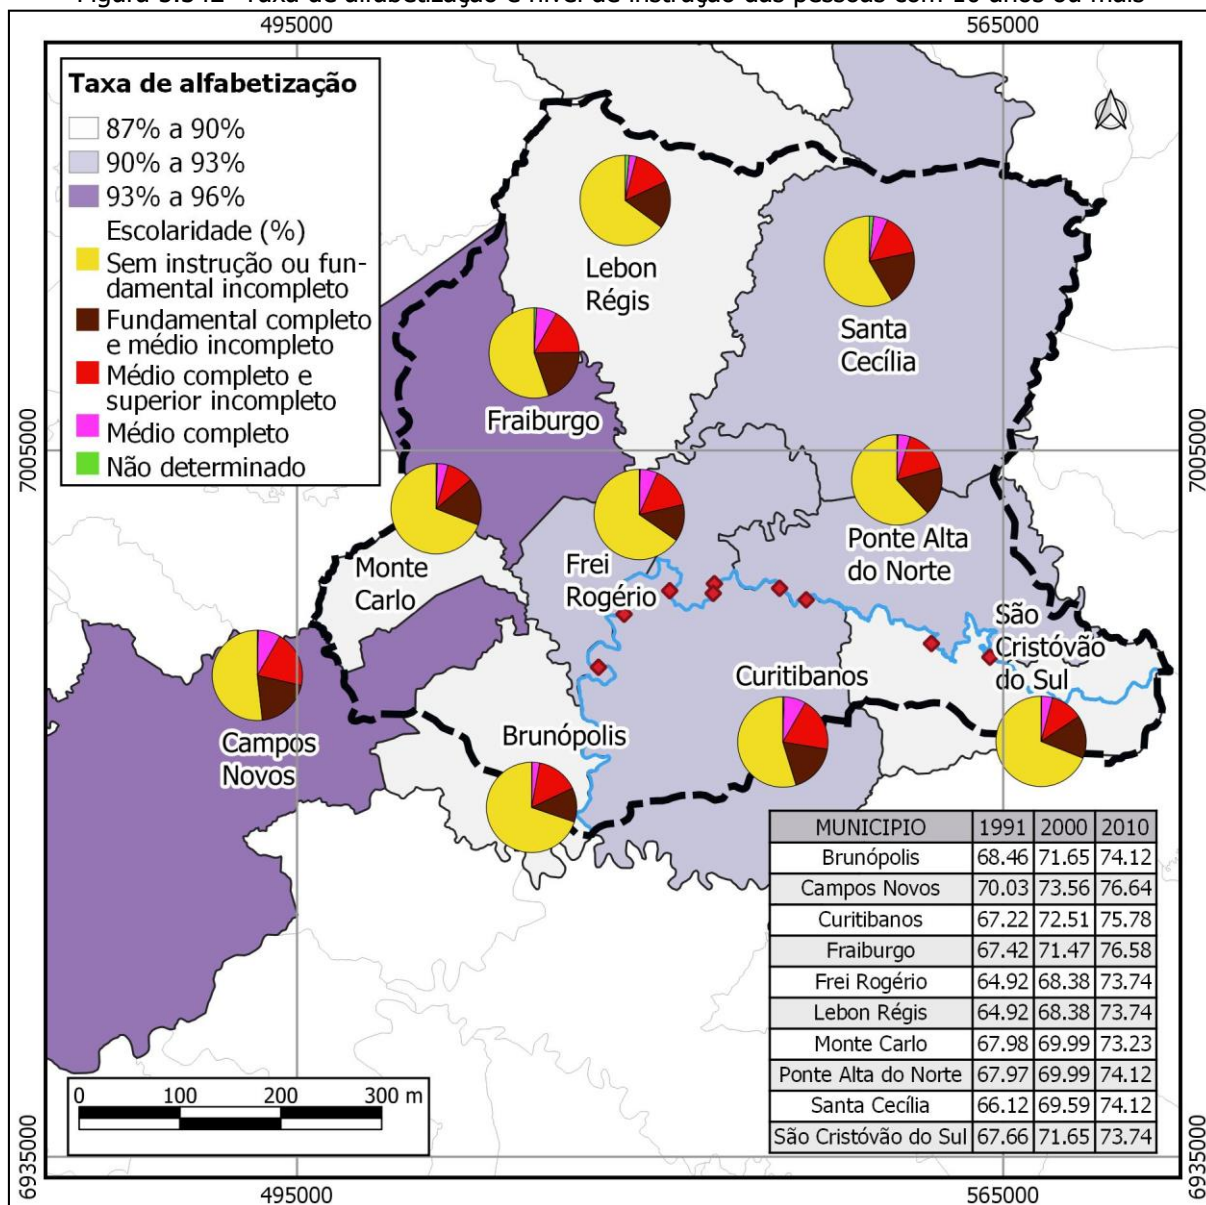 495000
565000
Taxa de alfabetização
87% a 90%
90% a 93%
93% a 96%
Escolaridade (%)
Sem instrução ou fun-
damental incompleto
Fundamental completo
e médio incompleto
Médio completo e
superior incompleto
Médio completo
Não determinado
Lebon
Régis
Santa
Cecília
Fraiburgo
7005000
7005000
Monte
Carlo
Frei
Rogério
Ponte Alta
do Norte
São
Cristóvão
do Sul
Curitibanos
Campos
Novos
Brunópolis
MUNICIPIO 1991 2000 2010
Brunópolis 68.46 71.65 74.12
Campos Novos 70.03 73.56 76.64
Curitibanos 67.22 72.51 75.78
Fraiburgo 67.42 71.47 76.58
Frei Rogério 64.92 68.38 73.74
Lebon Régis 64.92 68.38 73.74
Monte Carlo 67.98 69.99 73.23
Ponte Alta do Norte 67.97 69.99 74.12
Santa Cecília 66.12 69.59 74.12
São Cristóvão do Sul 67.66 71.65 73.74
0 100 200 300 m
6935000
6935000
495000
565000